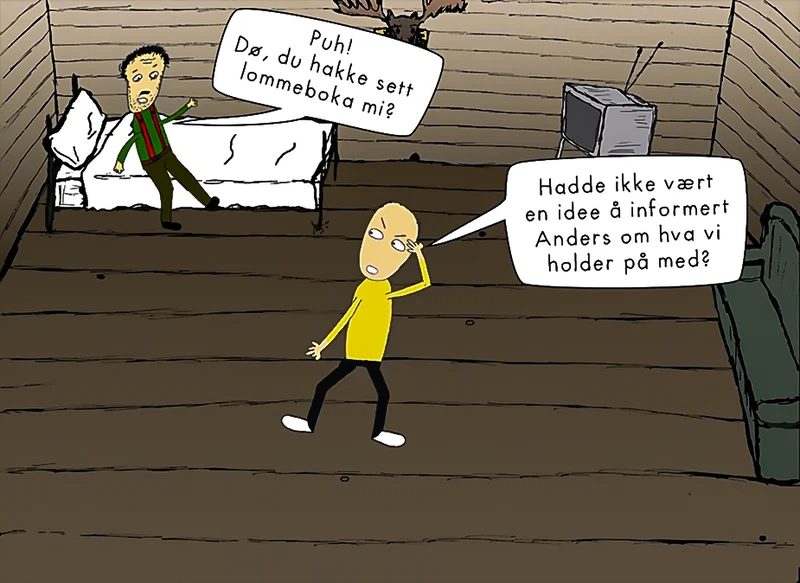 Puh!
Dø, du hakke sett
lommeboka mi?
Hadde ikke vært
en idee å informert
Anders om hva vi
holder på med?